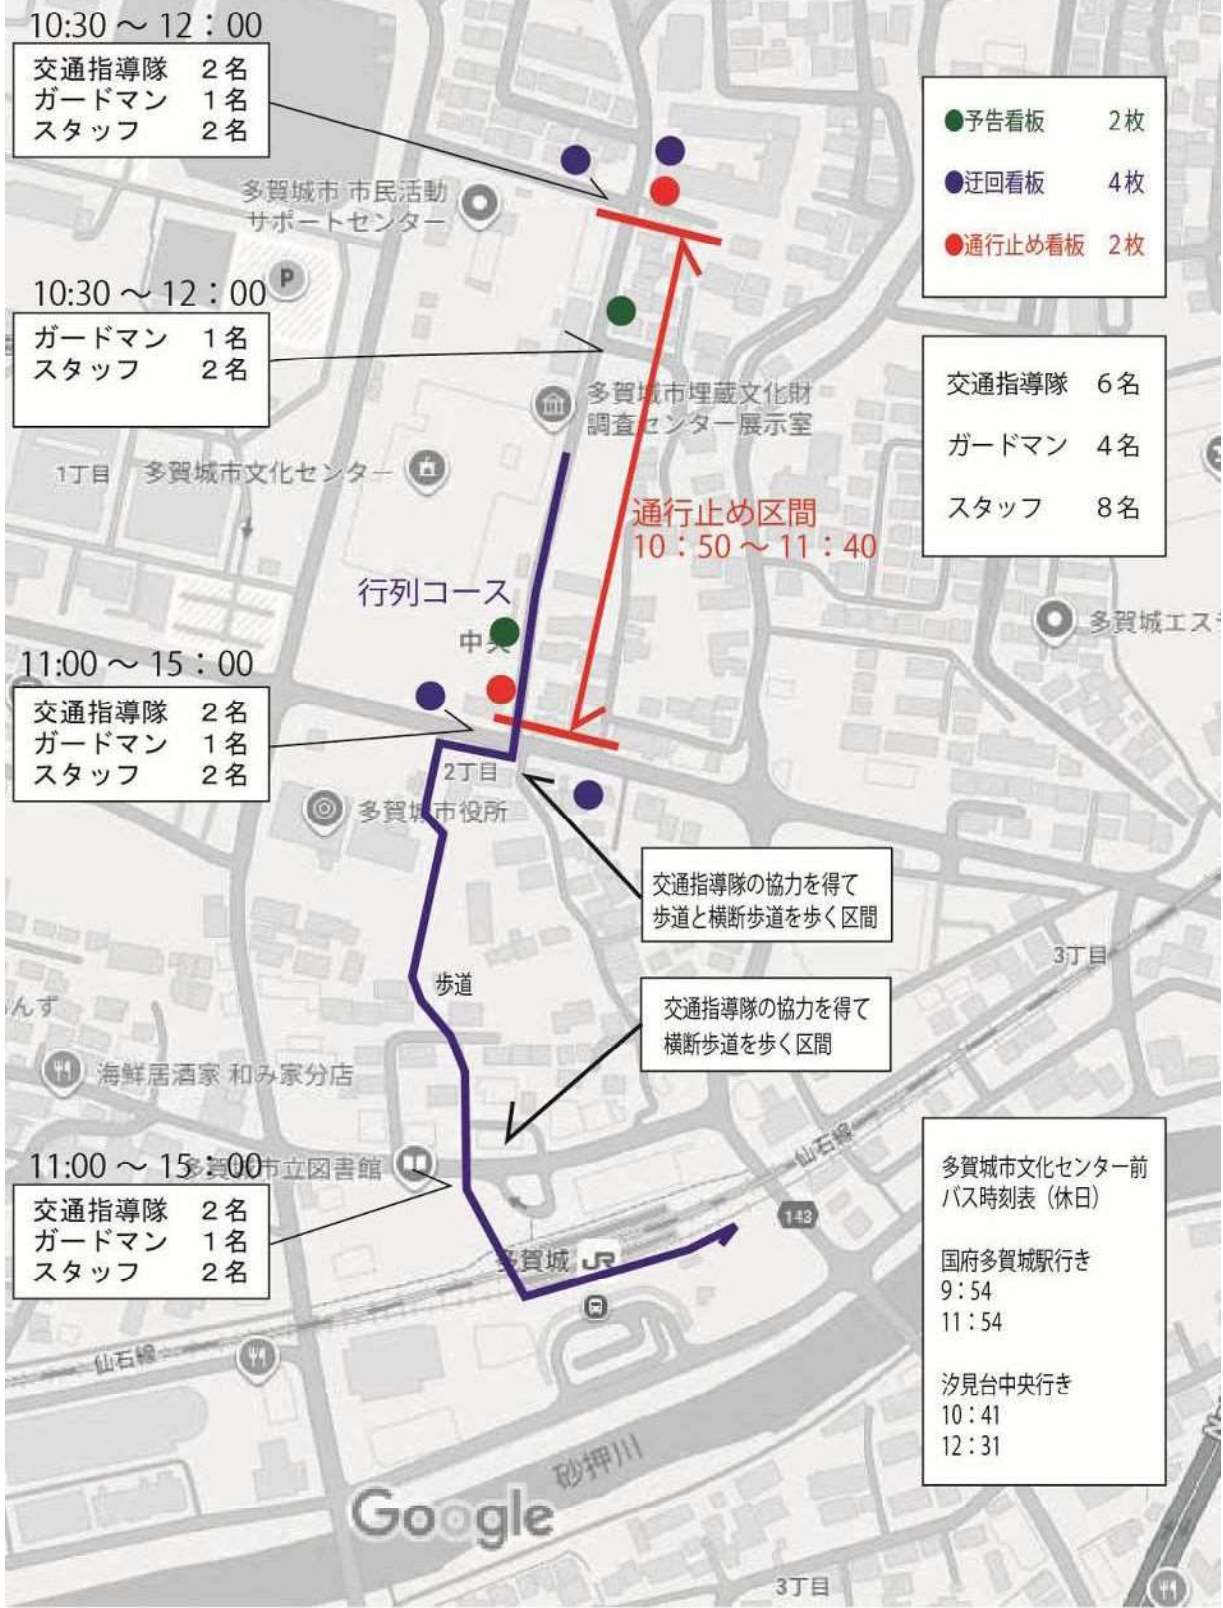 10:30 ～ 12：00
交通指導隊　2名
ガードマン　1名
スタッフ　2名
●予告看板　2枚
●迂回看板　4枚
●通行止め看板　2枚
多賀城市 市民活動
サポートセンター
P
10:30 ～ 12：00
ガードマン　1名
スタッフ　2名
交通指導隊　6名
ガードマン　4名
スタッフ　8名
多賀城市埋蔵文化財
調査センター展示室
1丁目
多賀城市文化センター
通行止め区間
10：50 ～ 11：40
行列コース
中央
多賀城エス
11:00 ～ 15：00
交通指導隊　2名
ガードマン　1名
スタッフ　2名
2丁目
多賀城市役所
交通指導隊の協力を得て
歩道と横断歩道を歩く区間
3丁目
歩道
んず
交通指導隊の協力を得て
横断歩道を歩く区間
海鮮居酒家 和み家分店
仙石線
11:00 ～ 15：00
多賀城市立図書館
交通指導隊　2名
ガードマン　1名
スタッフ　2名
143
多賀城 JR
仙石線
多賀城市文化センター前
バス時刻表（休日）
国府多賀城駅行き
9：54
11：54
汐見台中央行き
10：41
12：31
砂押川
Google
3丁目